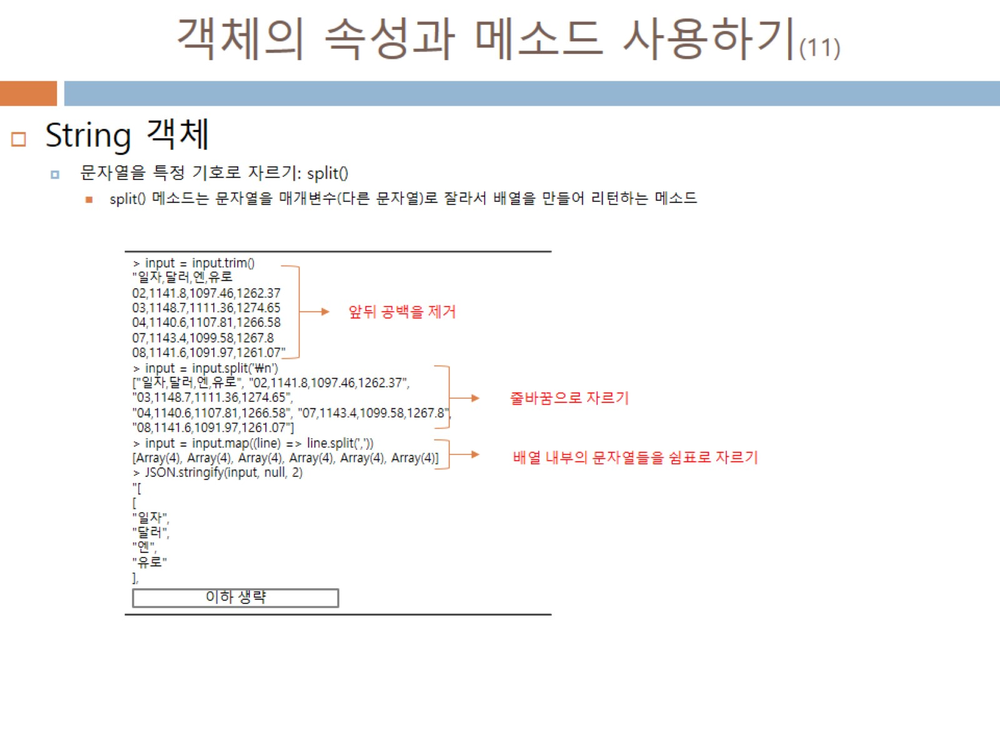 객체의 속성과 메소드 사용하기(11)
String 객체
문자열을 특정 기호로 자르기: split()
split() 메소드는 문자열을 매개변수(다른 문자열)로 잘라서 배열을 만들어 리턴하는 메소드
> input = input.trim()
"일자,달러,엔,유로
02,1141.8,1097.46,1262.37
03,1148.7,1111.36,1274.65
04,1140.6,1107.81,1266.58
07,1143.4,1099.58,1267.8
08,1141.6,1091.97,1261.07"
앞뒤 공백을 제거
> input = input.split('₩n')
["일자,달러,엔,유로", "02,1141.8,1097.46,1262.37",
"03,1148.7,1111.36,1274.65",
"04,1140.6,1107.81,1266.58", "07,1143.4,1099.58,1267.8",
"08,1141.6,1091.97,1261.07"]
줄바꿈으로 자르기
> input = input.map((line) => line.split(','))
[Array(4), Array(4), Array(4), Array(4), Array(4), Array(4)]
배열 내부의 문자열들을 쉼표로 자르기
> JSON.stringify(input, null, 2)
"[
[
"일자",
"달러",
"엔",
"유로"
],
이하 생략